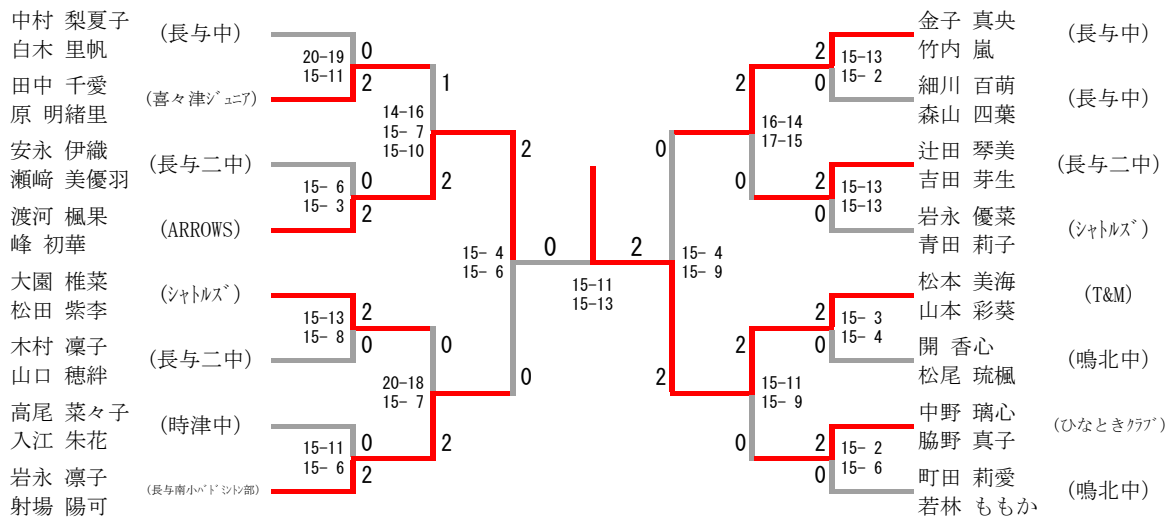 中村 梨夏子
白木 里帆
(長与中)
田中 千愛
原 明緒里
(喜々津ｼﾞｭﾆｱ)
20-19
15-11
0
2
安永 伊織
瀬﨑 美優羽
(長与二中)
渡河 楓果
峰 初華
(ARROWS)
15- 6
15- 3
0
2
1
14-16
15- 7
15-10
2
大園 椎菜
松田 紫李
(ｼｬﾄﾙｽﾞ)
木村 凜子
山口 穂絆
(長与二中)
15-13
15- 8
2
0
高尾 菜々子
入江 朱花
(時津中)
岩永 凛子
射場 陽可
(長与南小ﾊﾞﾄﾞﾐﾝﾄﾝ部)
15-11
15- 6
0
2
0
20-18
15- 7
2
2
15- 4
15- 6
0
0
2
15-11
15-13
金子 真央
竹内 嵐
(長与中)
細川 百萌
森山 四葉
(長与中)
2
15-13
15- 2
0
辻田 琴美
吉田 芽生
(長与二中)
岩永 優菜
青田 莉子
(ｼｬﾄﾙｽﾞ)
2
15-13
15-13
0
2
16-14
17-15
0
松本 美海
山本 彩葵
(T&M)
開 香心
松尾 琉楓
(鳴北中)
2
15- 3
15- 4
0
中野 璃心
脇野 真子
(ひなときｸﾗﾌﾞ)
町田 莉愛
若林 ももか
(鳴北中)
2
15- 2
15- 6
0
2
15-11
15- 9
0
0
15- 4
15- 9
2